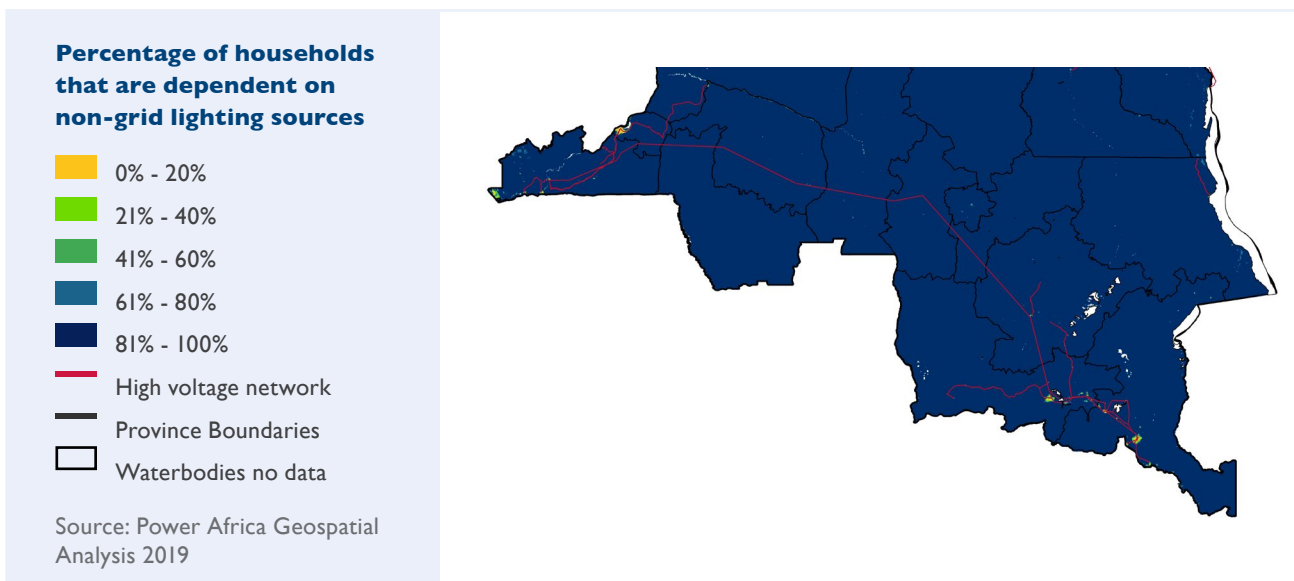 Percentage of households
that are dependent on
non-grid lighting sources
0% - 20%
21% - 40%
41% - 60%
61% - 80%
81% - 100%
High voltage network
Province Boundaries
Waterbodies no data
Source: Power Africa Geospatial
Analysis 2019